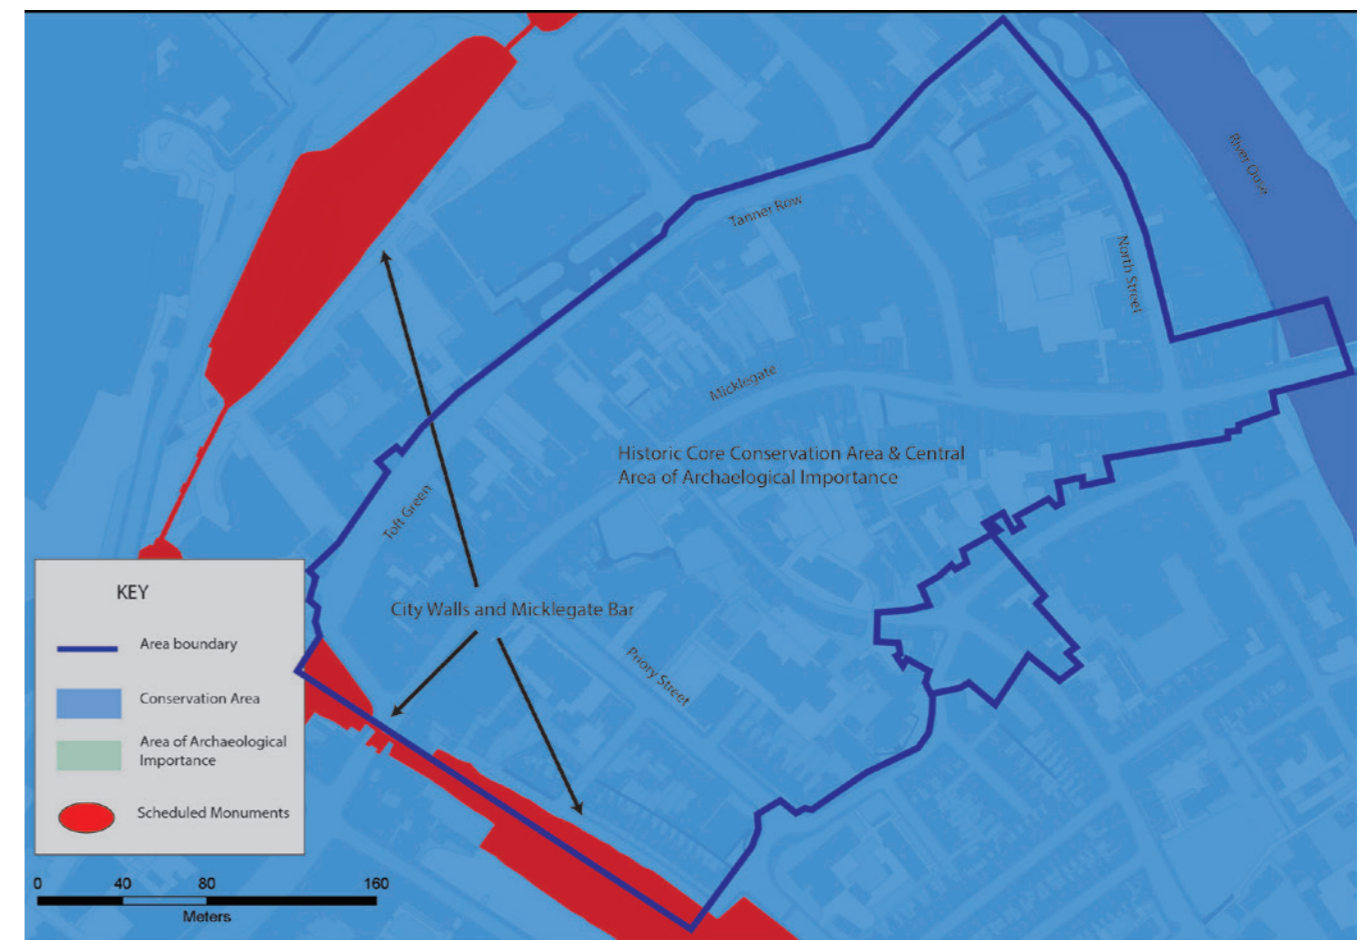 River Ouse
Tanner Row
North Street
Micklegate
Historic Core Conservation Area & Central
Area of Archaelogical Importance
Toft Green
City Walls and Micklegate Bar
Priory Street
KEY
Area boundary
Conservation Area
Area of Archaeological
Importance
Scheduled Monuments
0 40 80 160
Meters